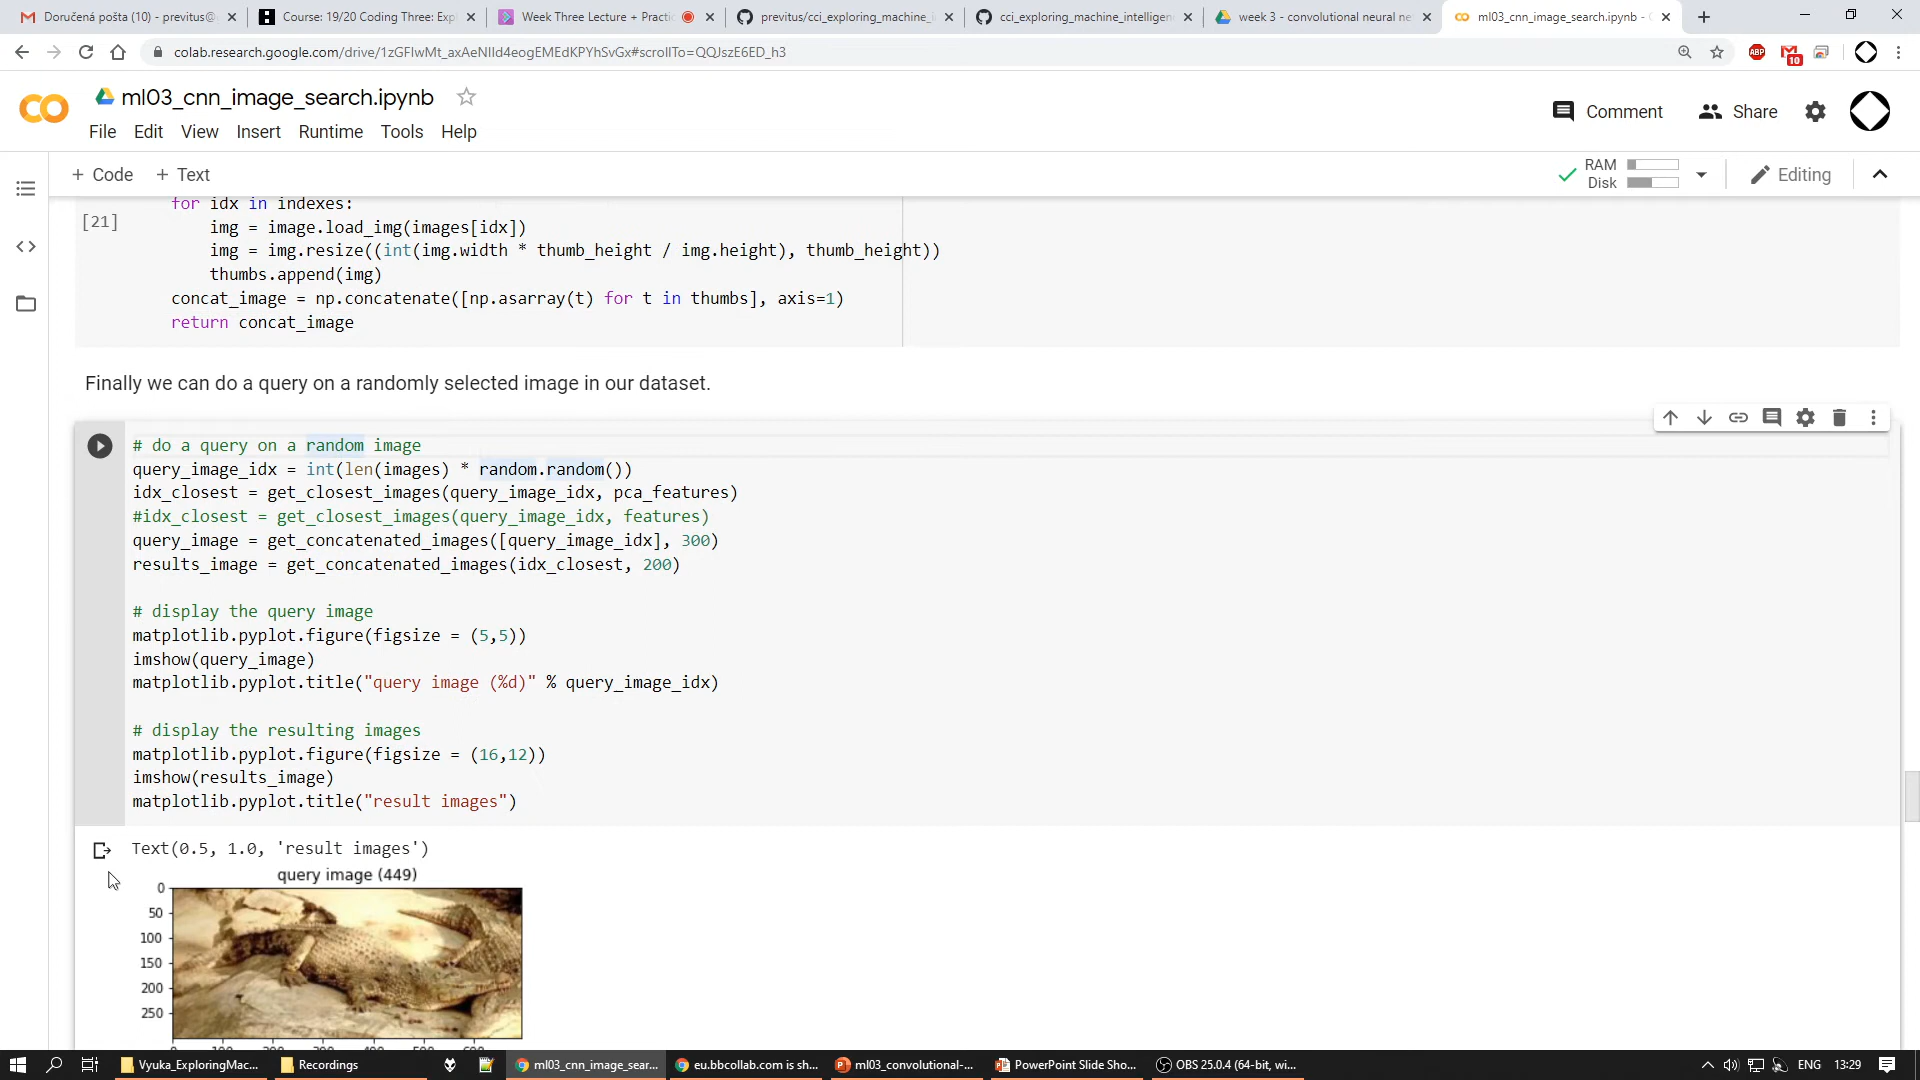 Doručená pošta (10) - previtus@
Course: 19/20 Coding Three: Exp
Week Three Lecture + Practi
previtus/cci_exploring_machine_i
cci_exploring_machine_intelligen
week 3 - convolutional neural ne
ml03_cnn_image_search.ipynb -
colab.research.google.com/drive/1zGFIwMt_axAeNIId4eogEMEdKPYhSvGx#scrollTo=QQJszE6ED_h3
ABP
10
ml03_cnn_image_search.ipynb
Comment
Share
File Edit View Insert Runtime Tools Help
+ Code + Text
RAM
Disk
Editing
[21]
for idx in indexes:
img = image.load_img(images[idx])
img = img.resize((int(img.width * thumb_height / img.height), thumb_height))
thumbs.append(img)
concat_image = np.concatenate([np.asarray(t) for t in thumbs], axis=1)
return concat_image
Finally we can do a query on a randomly selected image in our dataset.
# do a query on a random image
query_image_idx = int(len(images) * random.random())
idx_closest = get_closest_images(query_image_idx, pca_features)
#idx_closest = get_closest_images(query_image_idx, features)
query_image = get_concatenated_images([query_image_idx], 300)
results_image = get_concatenated_images(idx_closest, 200)
# display the query image
matplotlib.pyplot.figure(figsize = (5,5))
imshow(query_image)
matplotlib.pyplot.title("query image (%d)" % query_image_idx)
# display the resulting images
matplotlib.pyplot.figure(figsize = (16,12))
imshow(results_image)
matplotlib.pyplot.title("result images")
Text(0.5, 1.0, 'result images')
query image (449)
0
50
100
150
200
250
Vyuka_ExploringMac...
Recordings
ml03_cnn_image_sear...
eu.bbcollab.com is sh...
ml03_convolutional-...
PowerPoint Slide Sho...
OBS 25.0.4 (64-bit, wi...
ENG
13:29